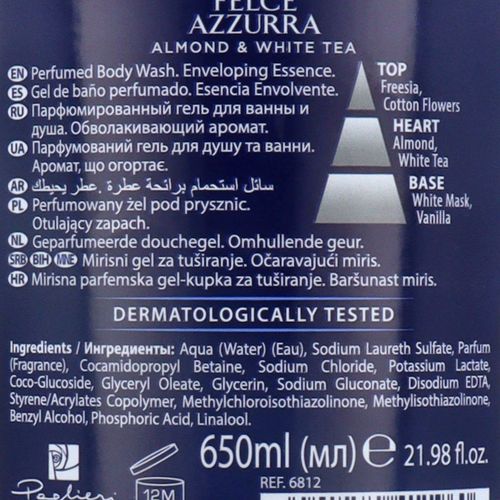 FELCE
AZZURRA
ALMOND & WHITE TEA
EN Perfumed Body Wash. Enveloping Essence.
ES Gel de baño perfumado. Esencia Envolvente.
RU Парфюмированный гель для ванны и
душа. Обволакивающий аромат.
UA Парфумований гель для душу та ванни.
Аромат, що огортає.
AR سائل استحمام برائحة عطرة. عطر يحيطك
PL Perfumowany żel pod prysznic.
Otulający zapach.
NL Geparfumeerde douchegel. Omhullende geur.
SRB BIH MNE Mirisni gel za tuširanje. Očaravajući miris.
HR Mirisna parfemska gel-kupka za tuširanje. Baršunast miris.
TOP
Freesia,
Cotton Flowers
HEART
Almond,
White Tea
BASE
White Mask,
Vanilla
DERMATOLOGICALLY TESTED
Ingredients / Ингредиенты: Aqua (Water) (Eau), Sodium Laureth Sulfate, Parfum
(Fragrance), Cocamidopropyl Betaine, Sodium Chloride, Potassium Lactate,
Coco-Glucoside, Glyceryl Oleate, Glycerin, Sodium Gluconate, Disodium EDTA,
Styrene/Acrylates Copolymer, Methylchloroisothiazolinone, Methylisothiazolinone,
Benzyl Alcohol, Phosphoric Acid, Linalool.
650ml (мл) e 21.98 fl.oz.
REF. 6812
Paglieri
12M